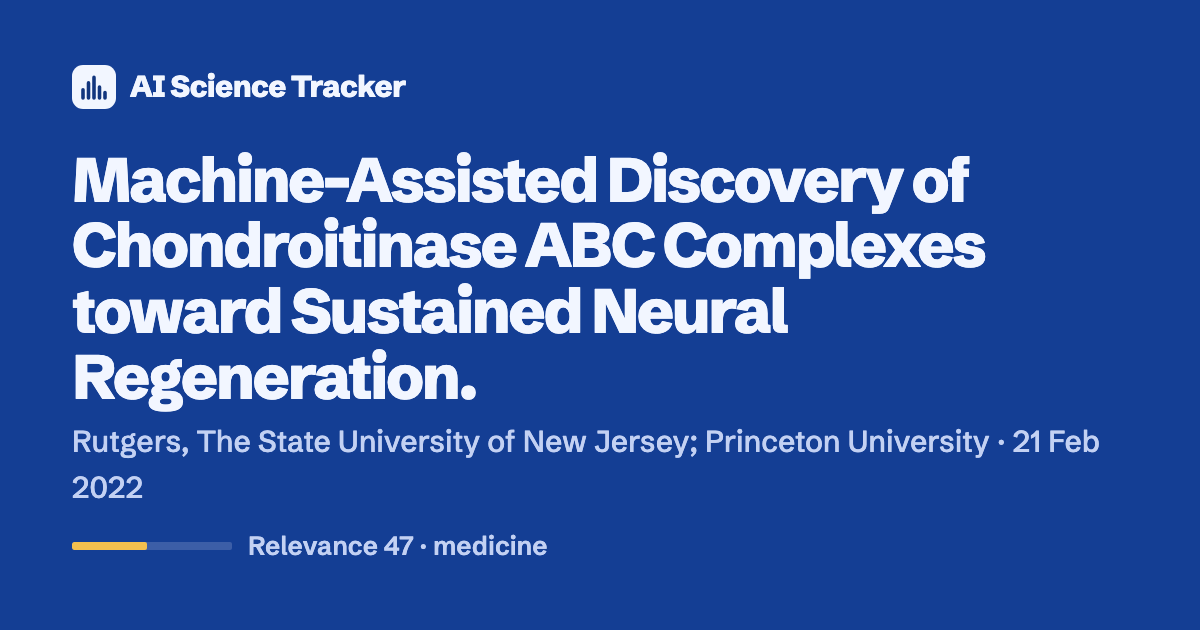 AI Science Tracker
Machine-Assisted Discovery of
Chondroitinase ABC Complexes
toward Sustained Neural
Regeneration.
Rutgers, The State University of New Jersey; Princeton University · 21 Feb
2022
Relevance 47 · medicine